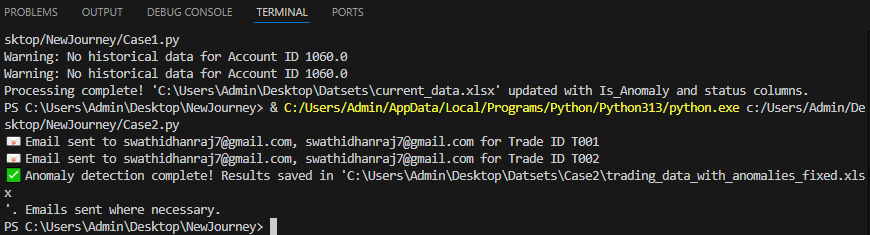 PROBLEMS OUTPUT DEBUG CONSOLE TERMINAL PORTS
sktop/NewJourney/Case1.py
Warning: No historical data for Account ID 1060.0
Warning: No historical data for Account ID 1060.0
Processing complete! 'C:\Users\Admin\Desktop\Datsets\current_data.xlsx' updated with Is_Anomaly and status columns.
PS C:\Users\Admin\Desktop\NewJourney> & C:/Users/Admin/AppData/Local/Programs/Python/Python313/python.exe c:/Users/Admin/De
sktop/NewJourney/Case2.py
📧 Email sent to swathidhanraj7@gmail.com, swathidhanraj7@gmail.com for Trade ID T001
📧 Email sent to swathidhanraj7@gmail.com, swathidhanraj7@gmail.com for Trade ID T002
✅ Anomaly detection complete! Results saved in 'C:\Users\Admin\Desktop\Datsets\Case2\trading_data_with_anomalies_fixed.xls
x
'. Emails sent where necessary.
PS C:\Users\Admin\Desktop\NewJourney>